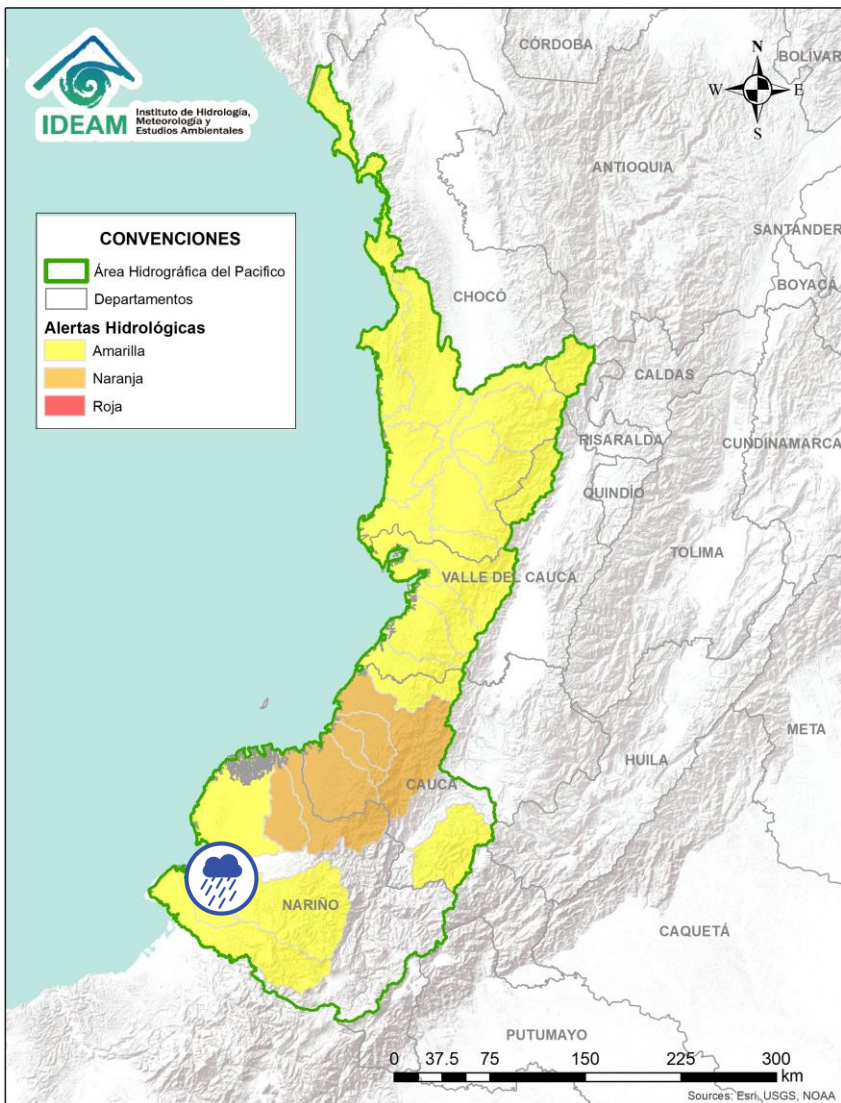 IDEAM
Instituto de Hidrología,
Meteorología y
Estudios Ambientales
N
W
E
S
CÓRDOBA
BOLÍVAR
ANTIOQUIA
SANTANDER
BOYACÁ
CHOCÓ
CALDAS
RISARALDA
CUNDINAMARCA
QUINDÍO
TOLIMA
VALLE DEL CAUCA
META
HUILA
CAUCA
NARIÑO
CAQUETÁ
PUTUMAYO
CONVENCIONES
Área Hidrográfica del Pacifico
Departamentos
Alertas Hidrológicas
Amarilla
Naranja
Roja
0 37.5 75 150 225 300
km
Sources: Esri, USGS, NOAA